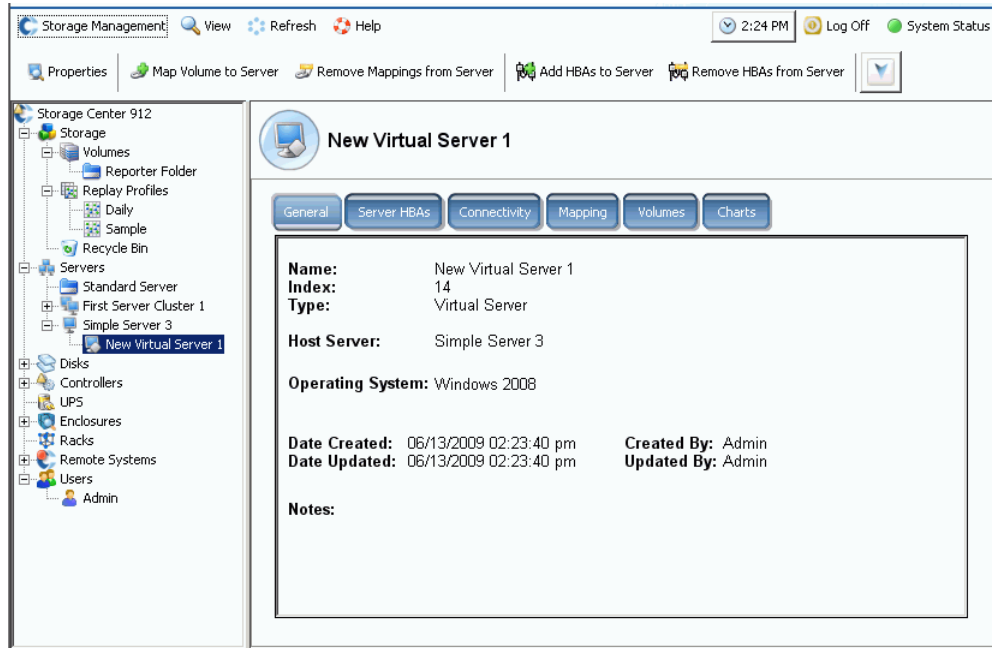 Storage Management View Refresh Help 2:24 PM Log Off System Status
Properties Map Volume to Server Remove Mappings from Server Add HBAs to Server Remove HBAs from Server
Storage Center 912
Storage
Volumes
Reporter Folder
Replay Profiles
Daily
Sample
Recycle Bin
Servers
Standard Server
First Server Cluster 1
Simple Server 3
New Virtual Server 1
Disks
Controllers
UPS
Enclosures
Racks
Remote Systems
Users
Admin
New Virtual Server 1
General Server HBAs Connectivity Mapping Volumes Charts
Name: New Virtual Server 1
Index: 14
Type: Virtual Server
Host Server: Simple Server 3
Operating System: Windows 2008
Date Created: 06/13/2009 02:23:40 pm Created By: Admin
Date Updated: 06/13/2009 02:23:40 pm Updated By: Admin
Notes: